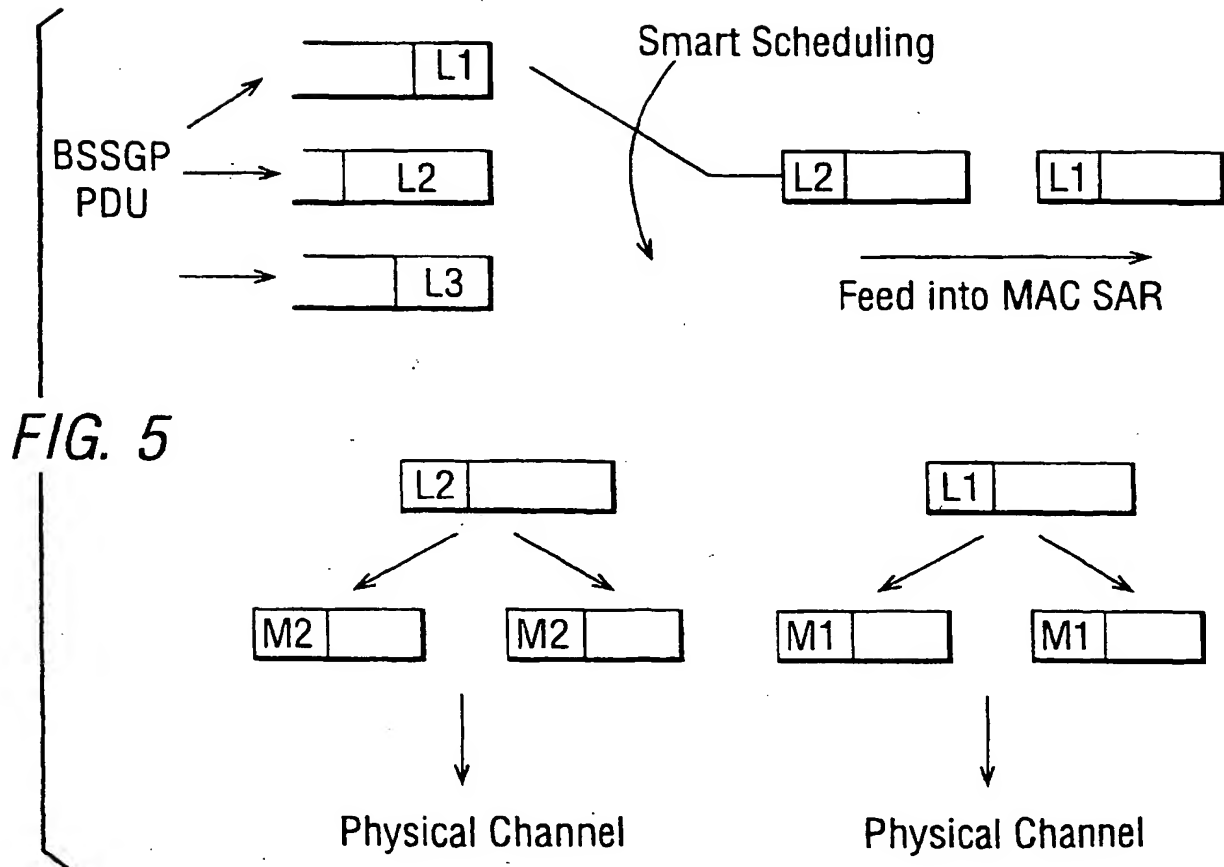 Smart Scheduling
L1
BSSGP
PDU
L2
L2
L1
L3
Feed into MAC SAR
FIG. 5
L2
L1
M2
M2
M1
M1
Physical Channel
Physical Channel